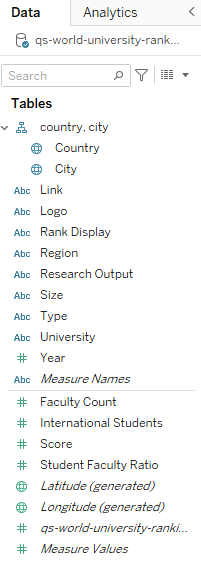 Data Analytics
qs-world-university-rank...
Search
Tables
country, city
Country
City
Abc Link
Abc Logo
Abc Rank Display
Abc Region
Abc Research Output
Abc Size
Abc Type
Abc University
# Year
Abc Measure Names
# Faculty Count
# International Students
# Score
# Student Faculty Ratio
Latitude (generated)
Longitude (generated)
# qs-world-university-ranki...
# Measure Values